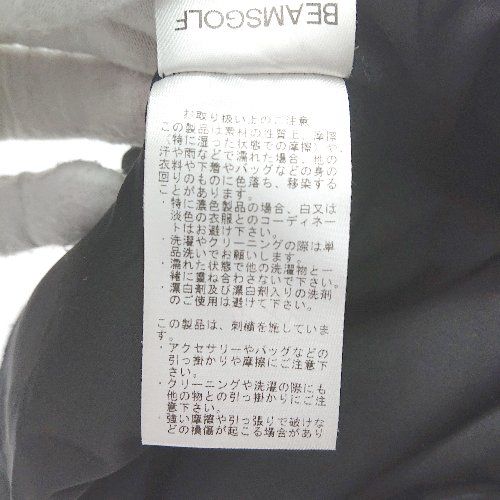 BEAMSGOLF
お取り扱い上のご注意
この製品は素材の性質上、摩擦
(特に湿った状態での摩擦)や、
汗や雨などで濡れた場合、他の
衣料や下着やバッグなどの身の
回りのものに色落ち、移染する
ことがあります。
・特に濃色製品の場合、白又は
淡色の衣服とのコーディネー
トはお避け下さい。
・洗濯やクリーニングの際は単
品洗いでお願いします。
・濡れた状態で他の洗濯物と一
緒に重ね合わさないで下さい。
・漂白剤及び漂白剤入りの洗剤
のご使用は避けて下さい。
この製品は、刺繍を施していま
す。
・アクセサリーやバッグなどの
引っ掛かりや摩擦にご注意下
さい。
・クリーニングや洗濯の際にも
他の物との引っ掛かりにご注
意下さい。
・強い摩擦や引っ張りで破けな
どの損傷が起こる場合があり